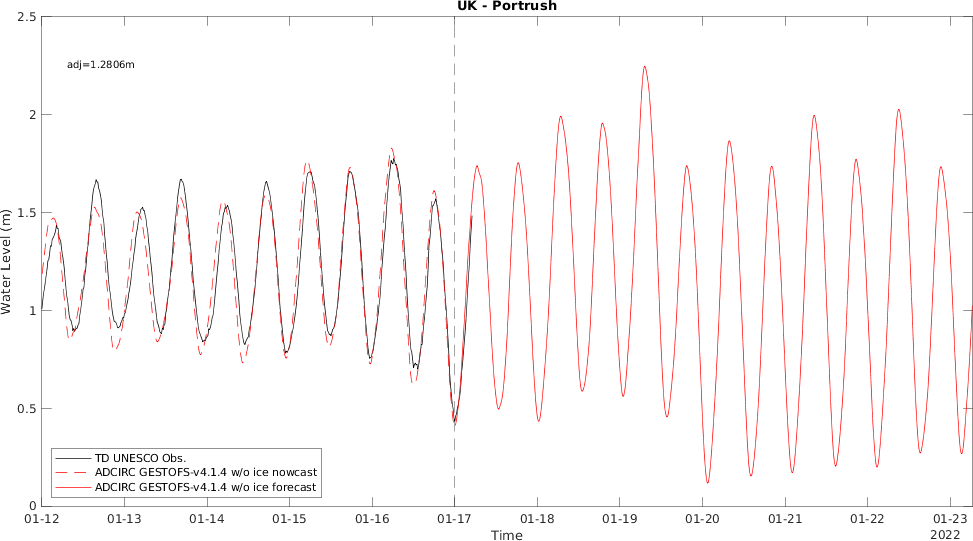 UK - Portrush
2.5
adj=1.2806m
2
1.5
Water Level (m)
1
0.5
TD UNESCO Obs.
ADCIRC GESTOFS-v4.1.4 w/o ice nowcast
ADCIRC GESTOFS-v4.1.4 w/o ice forecast
0
01-12 01-13 01-14 01-15 01-16 01-17 01-18 01-19 01-20 01-21 01-22 01-23
Time
2022